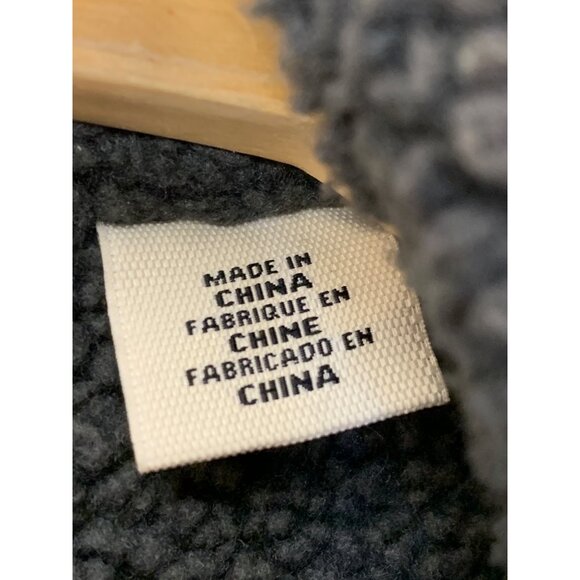 MADE IN
CHINA
FABRIQUE EN
CHINE
FABRICADO EN
CHINA